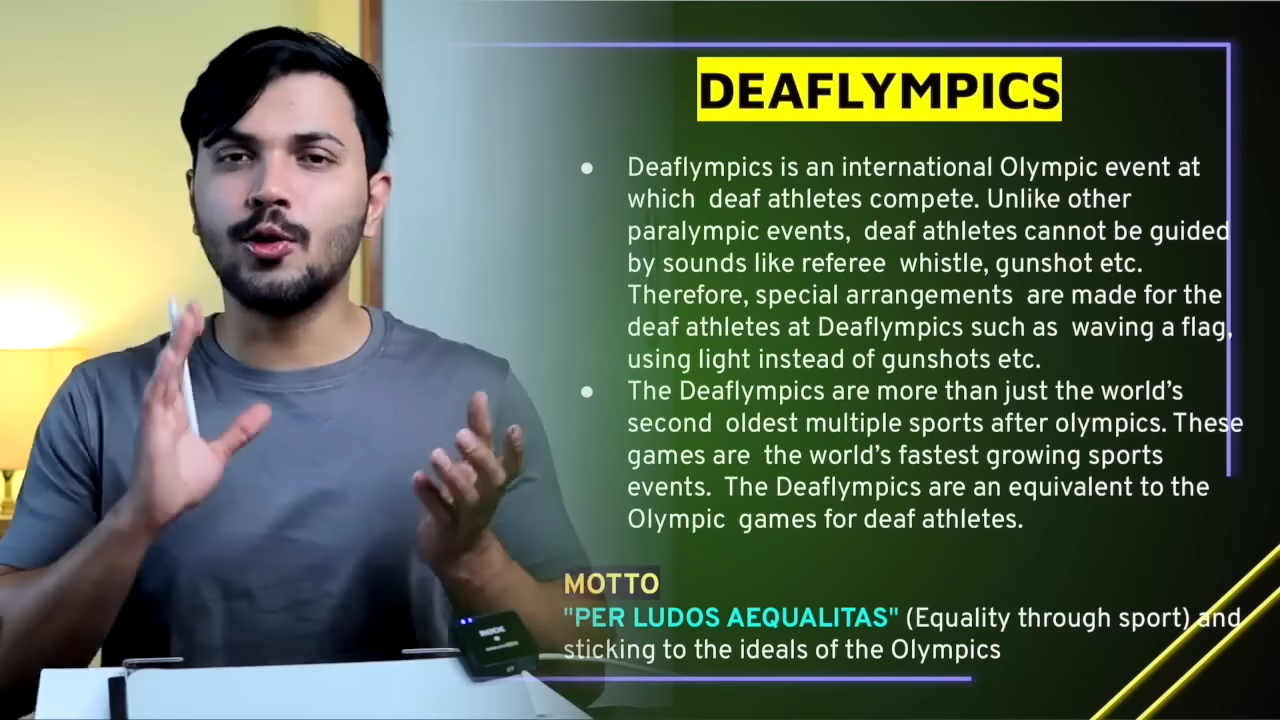 DEAFLYMPICS
● Deaflympics is an international Olympic event at
which deaf athletes compete. Unlike other
paralympic events, deaf athletes cannot be guided
by sounds like referee whistle, gunshot etc.
Therefore, special arrangements are made for the
deaf athletes at Deaflympics such as waving a flag,
using light instead of gunshots etc.
● The Deaflympics are more than just the world's
second oldest multiple sports after olympics. These
games are the world's fastest growing sports
events. The Deaflympics are an equivalent to the
Olympic games for deaf athletes.
MOTTO
"PER LUDOS AEQUALITAS" (Equality through sport) and
sticking to the ideals of the Olympics
RODE